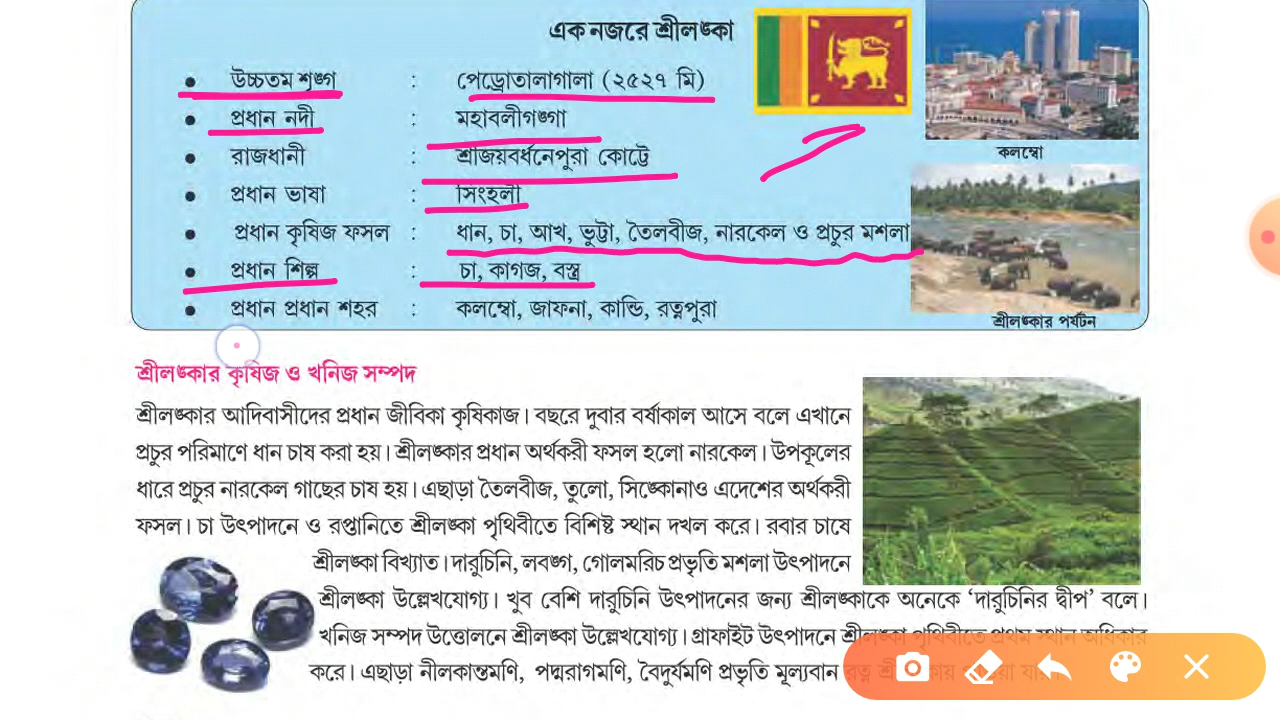 এক নজরে শ্রীলঙ্কা
• উচ্চতম শৃঙ্গ : পেড্রোতালাগালা (২৫২৭ মি)
• প্রধান নদী : মহাবলীগঙ্গা
• রাজধানী : শ্রীজয়বর্ধনেপুরা কোট্টে
• প্রধান ভাষা : সিংহলী
• প্রধান কৃষিজ ফসল : ধান, চা, আখ, ভুট্টা, তৈলবীজ, নারকেল ও প্রচুর মশলা
• প্রধান শিল্প : চা, কাগজ, বস্ত্র
• প্রধান প্রধান শহর : কলম্বো, জাফনা, কান্ডি, রত্নপুরা
কলম্বো
শ্রীলঙ্কার পর্যটন
শ্রীলঙ্কার কৃষিজ ও খনিজ সম্পদ
শ্রীলঙ্কার আদিবাসীদের প্রধান জীবিকা কৃষিকাজ। বছরে দুবার বর্ষাকাল আসে বলে এখানে
প্রচুর পরিমাণে ধান চাষ করা হয়। শ্রীলঙ্কার প্রধান অর্থকরী ফসল হলো নারকেল। উপকূলের
ধারে প্রচুর নারকেল গাছের চাষ হয়। এছাড়া তৈলবীজ, তুলো, সিঙ্কোনাও এদেশের অর্থকরী
ফসল। চা উৎপাদনে ও রপ্তানিতে শ্রীলঙ্কা পৃথিবীতে বিশিষ্ট স্থান দখল করে। রবার চাষে
শ্রীলঙ্কা বিখ্যাত। দারুচিনি, লবঙ্গ, গোলমরিচ প্রভৃতি মশলা উৎপাদনে
শ্রীলঙ্কা উল্লেখযোগ্য। খুব বেশি দারুচিনি উৎপাদনের জন্য শ্রীলঙ্কাকে অনেকে ‘দারুচিনির দ্বীপ’ বলে।
খনিজ সম্পদ উত্তোলনে শ্রীলঙ্কা উল্লেখযোগ্য। গ্রাফাইট উৎপাদনে শ্রীলঙ্কা পৃথিবীতে প্রথম স্থান অধিকার
করে। এছাড়া নীলকান্তমণি, পদ্মরাগমণি, বৈদুর্যমণি প্রভৃতি মূল্যবান রত্ন